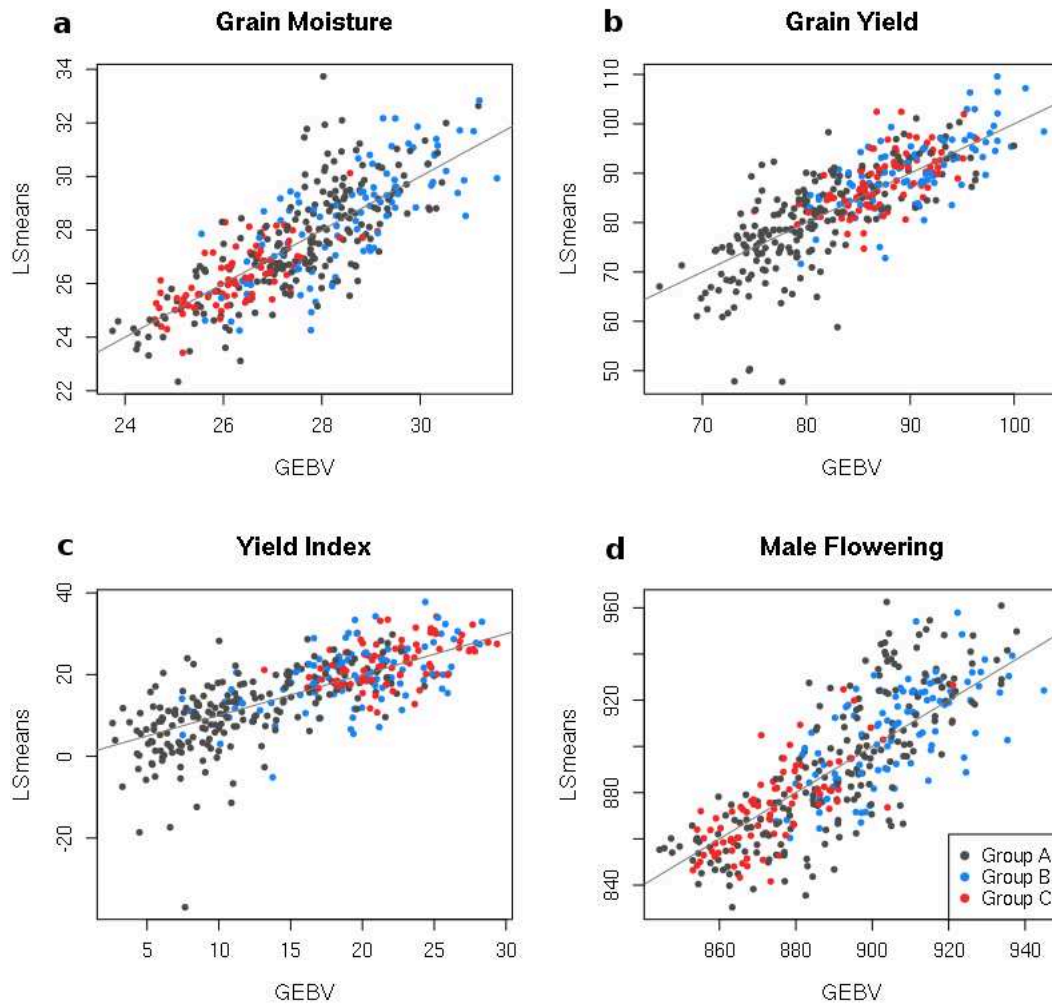 a Grain Moisture
LSmeans
34
32
30
28
26
24
22
24 26 28 30
GEBV
b Grain Yield
LSmeans
110
100
90
80
70
60
50
70 80 90 100
GEBV
c Yield Index
LSmeans
40
20
0
-20
5 10 15 20 25 30
GEBV
d Male Flowering
LSmeans
960
920
880
840
860 880 900 920 940
GEBV
Group A
Group B
Group C